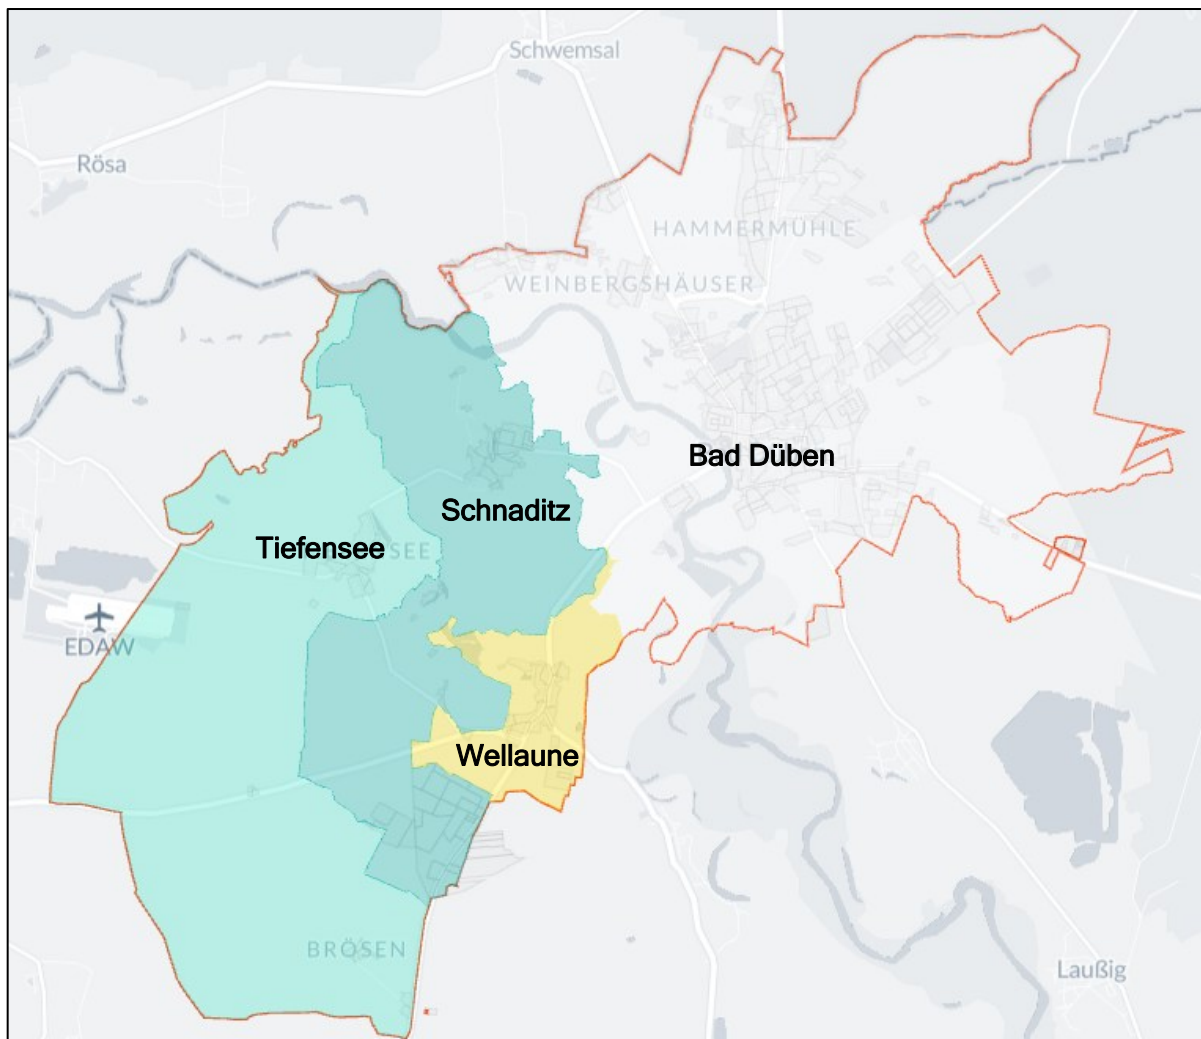 Schwemsal
Rösa
HAMMERMÜHLE
WEINBERGSHÄUSER
Bad Düben
Schnaditz
Tiefensee
EDAW
Wellaune
BRÖSEN
Laußig